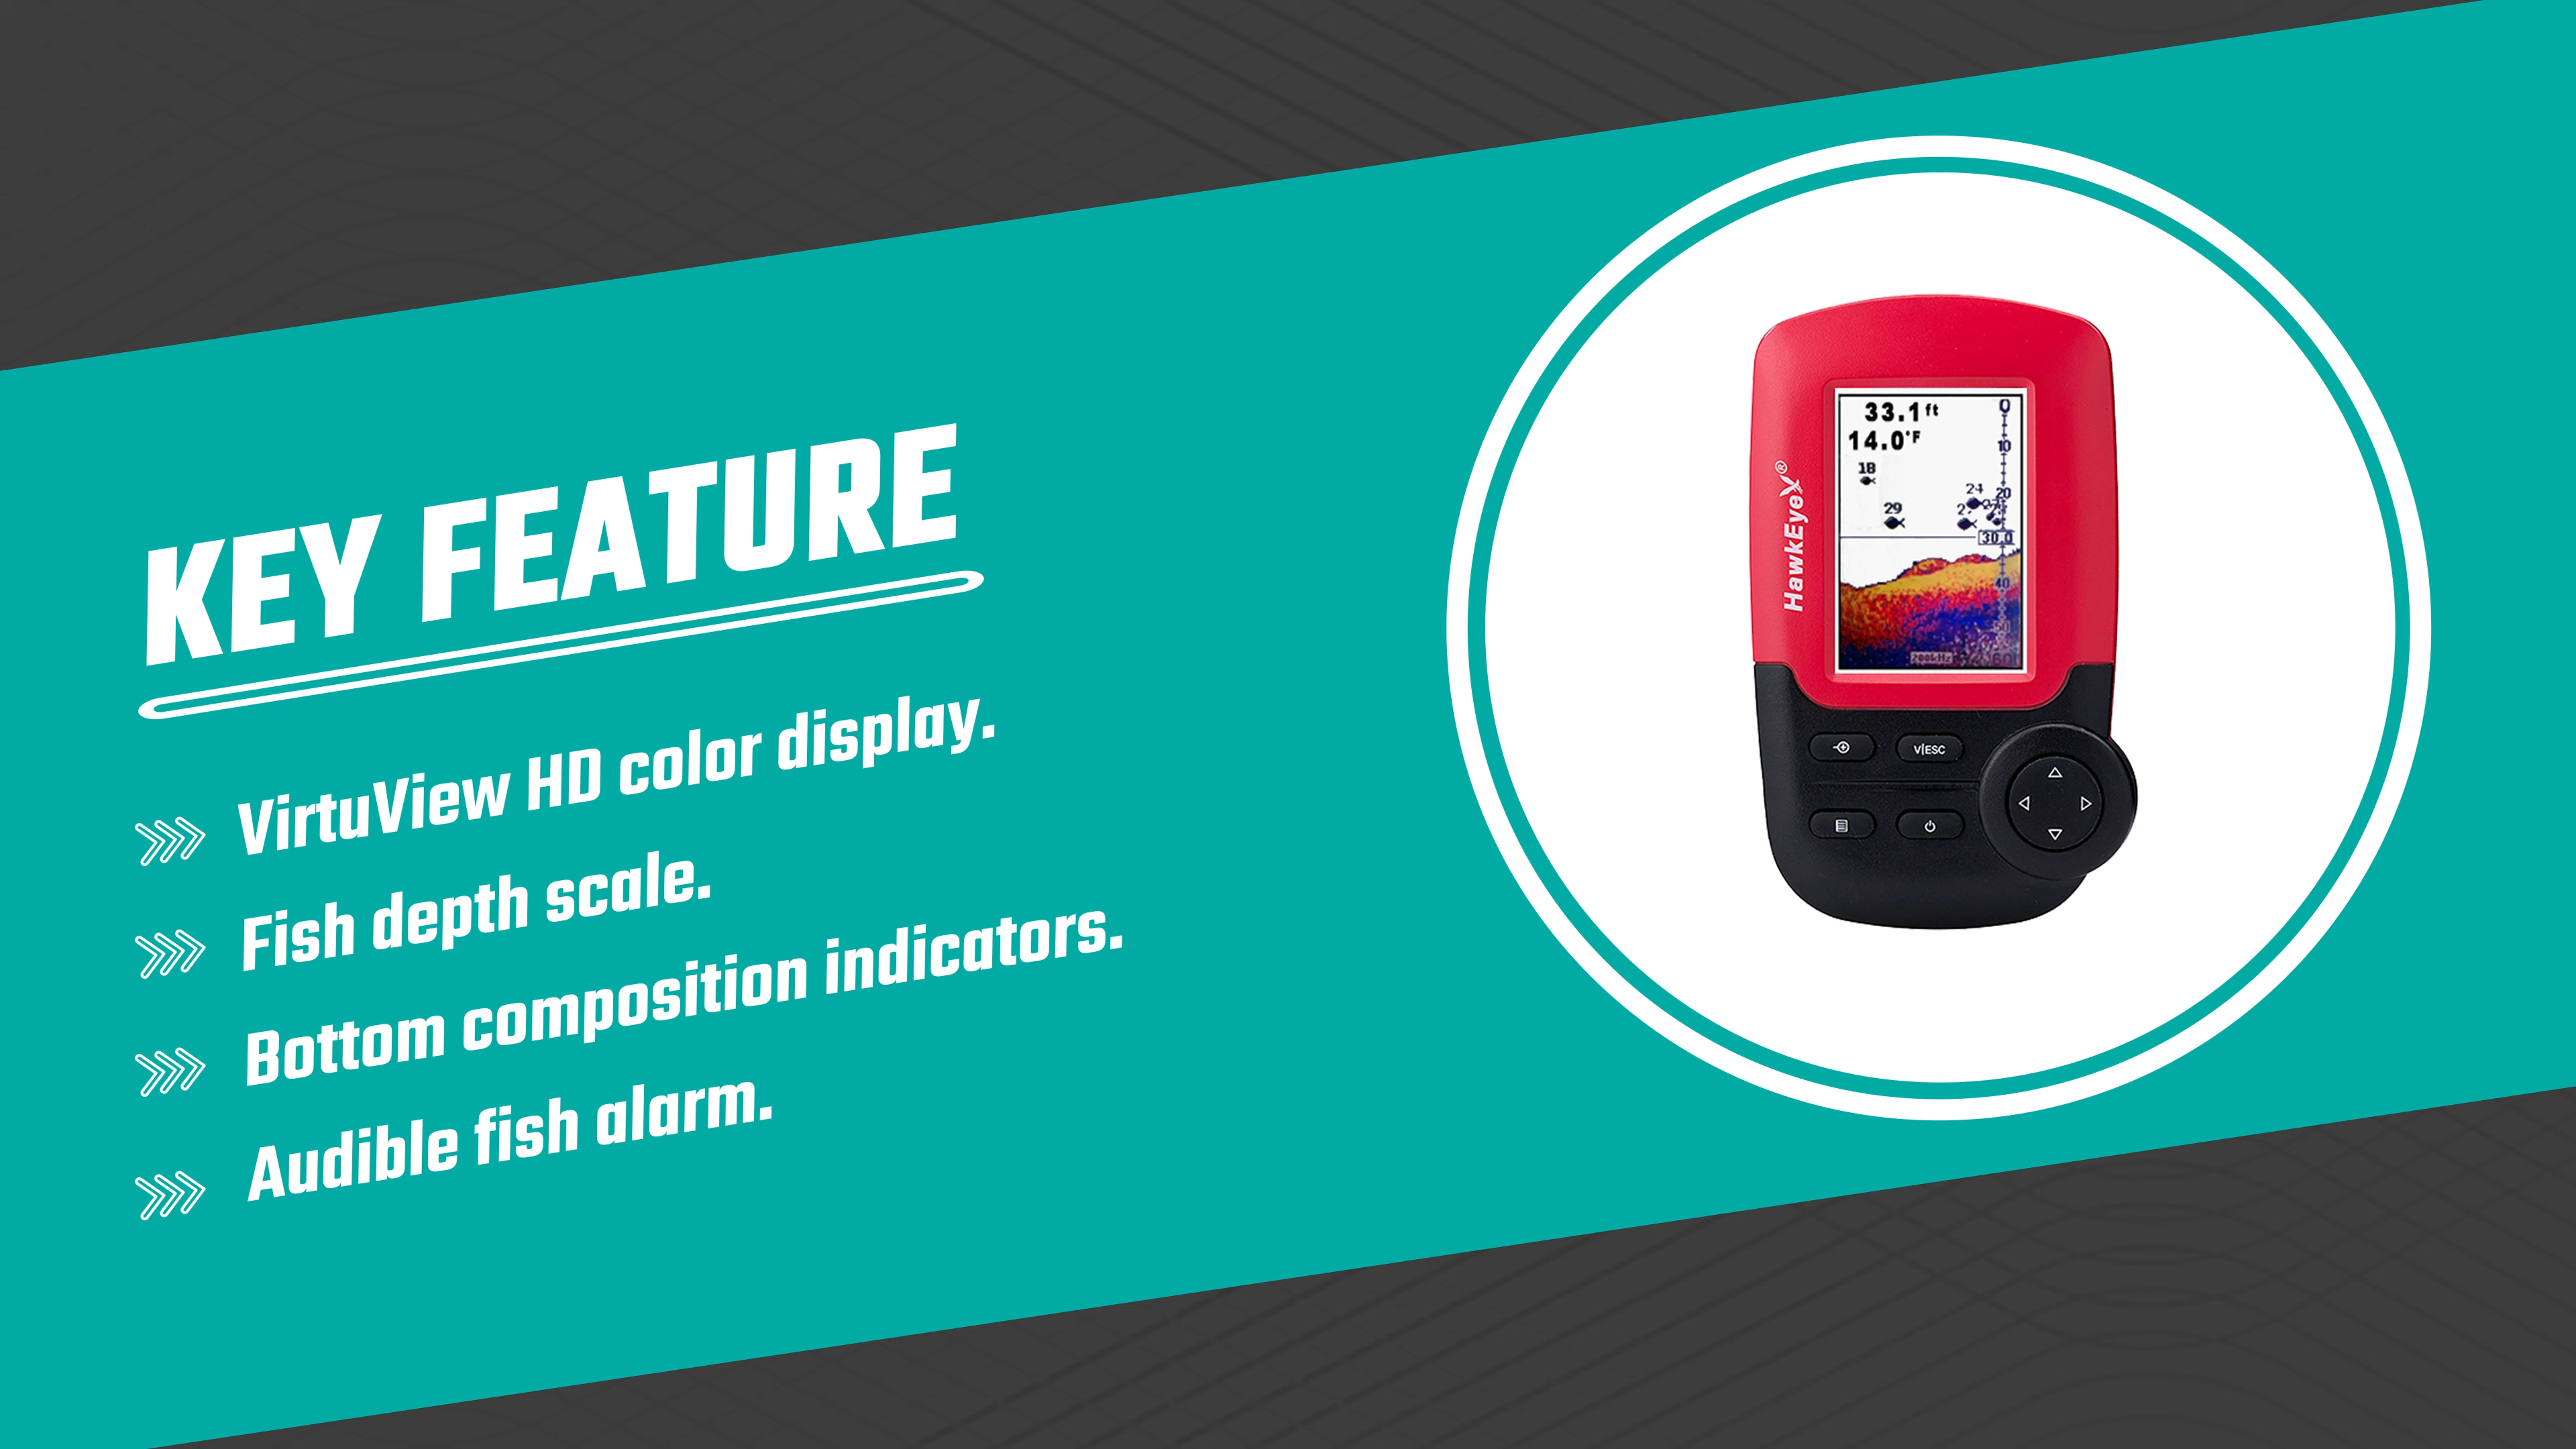 KEY FEATURE
VirtuView HD color display.
Fish depth scale.
Bottom composition indicators.
Audible fish alarm.
HawkEye®
33.1 ft
14.0°F
18
29
24
0
10
20
30.0
40
200kHz
V|ESC